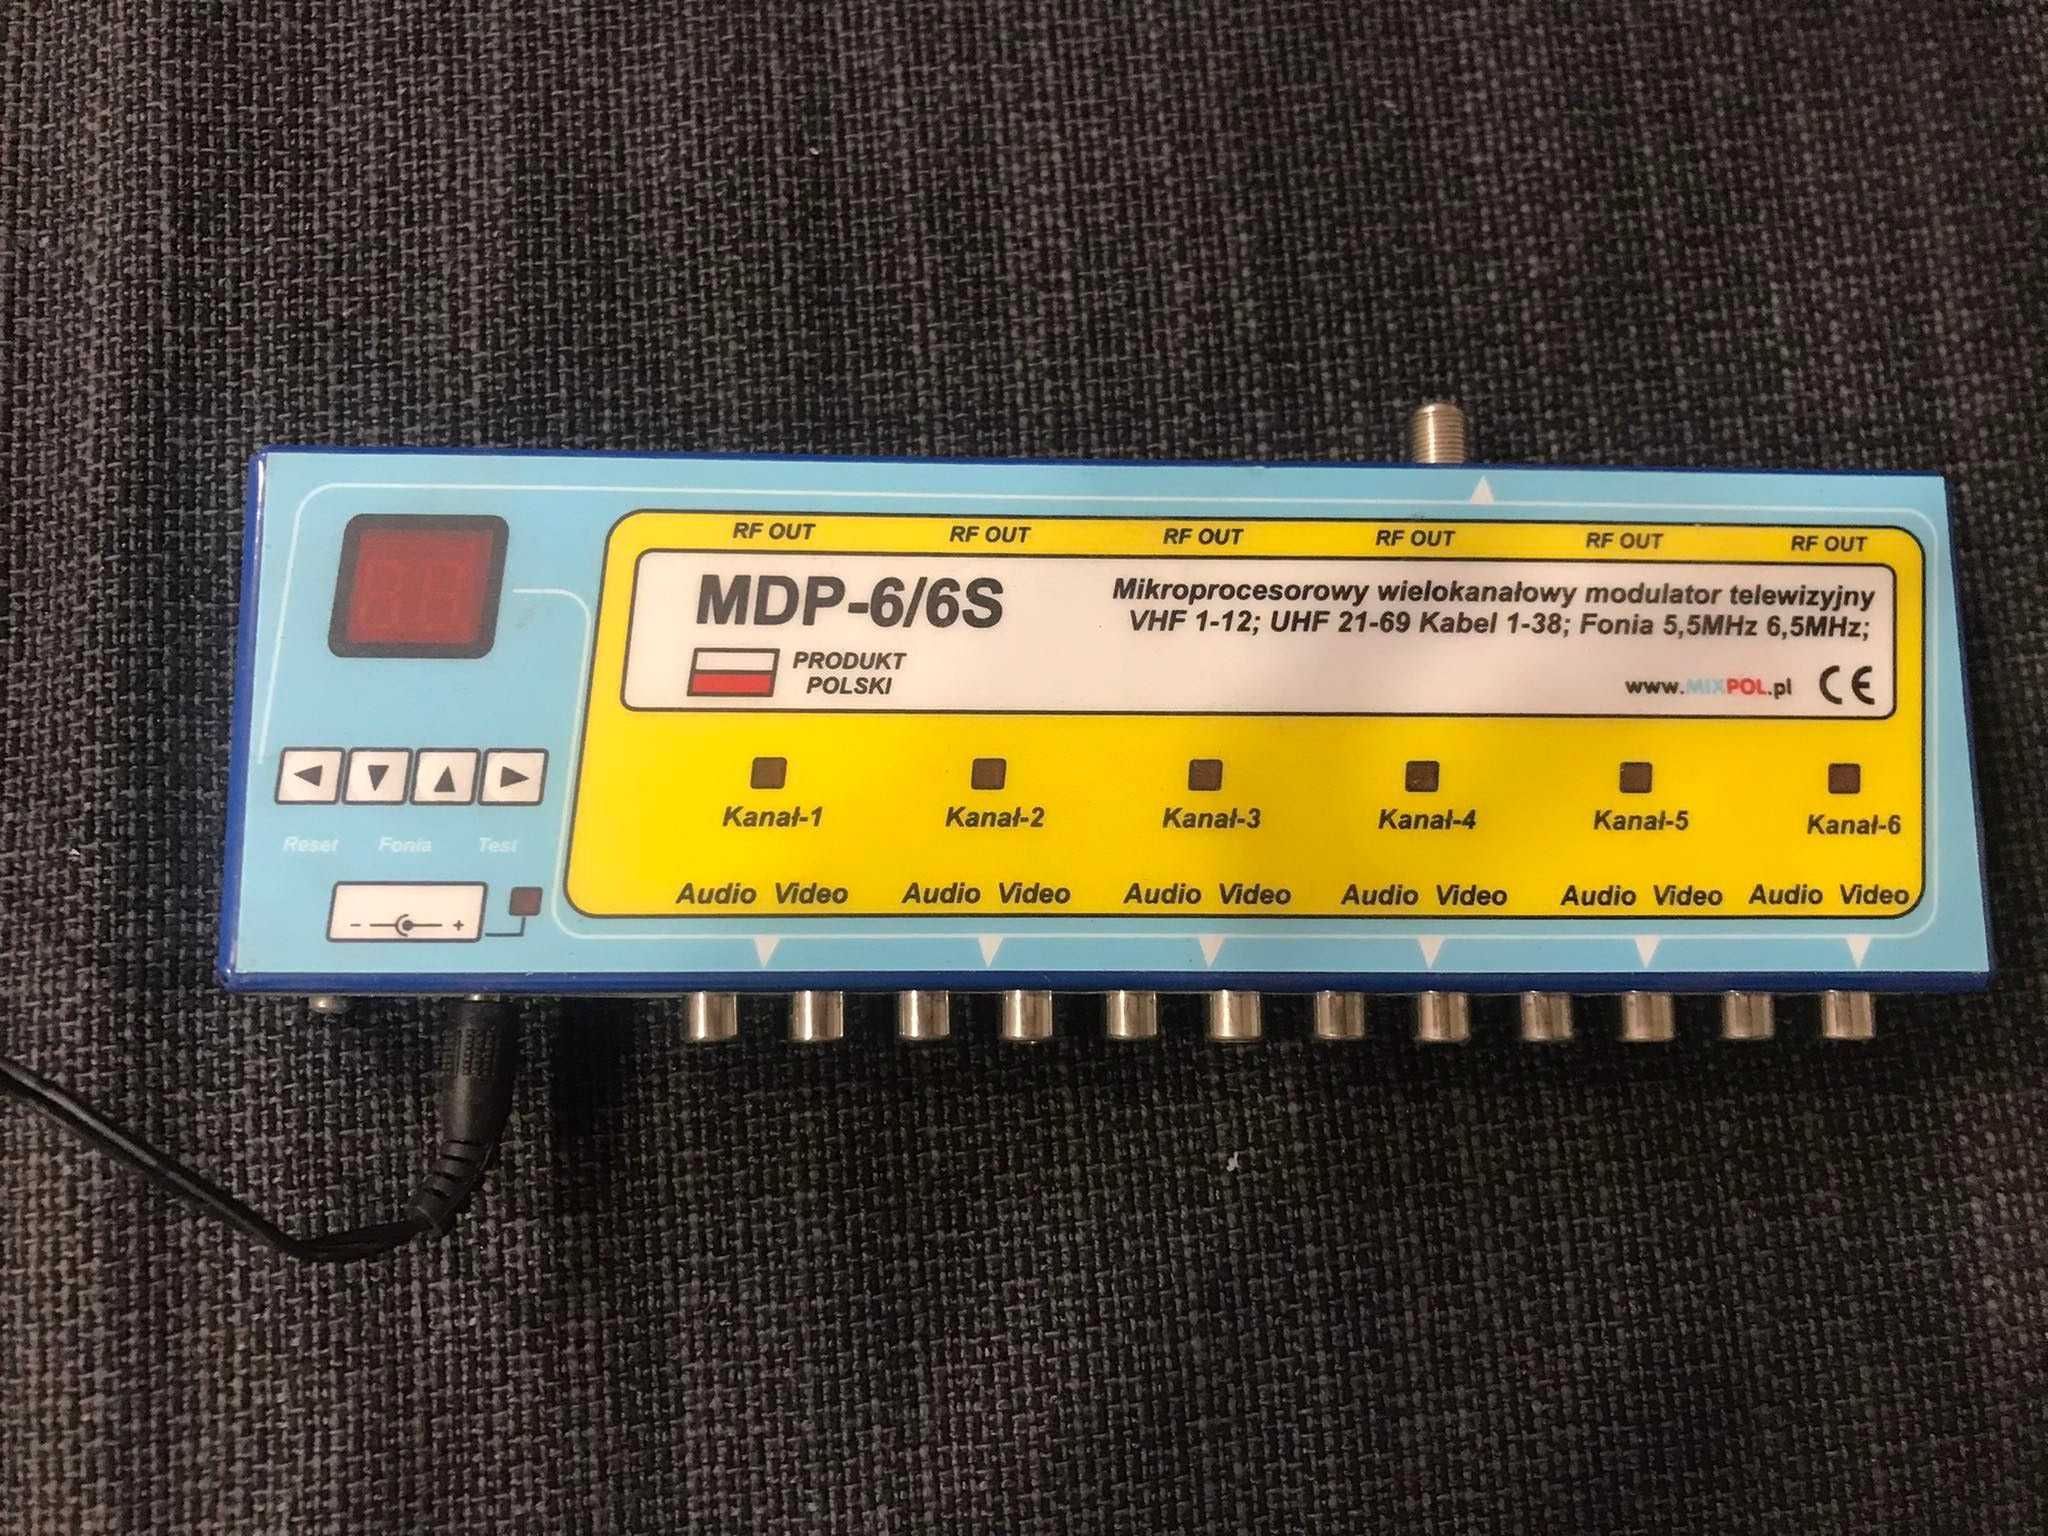 RF OUT RF OUT RF OUT RF OUT RF OUT RF OUT
MDP-6/6S
Mikroprocesorowy wielokanałowy modulator telewizyjny
VHF 1-12; UHF 21-69 Kabel 1-38; Fonia 5,5MHz 6,5MHz;
PRODUKT
POLSKI
www.MIXPOL.pl CE
Kanał-1 Kanał-2 Kanał-3 Kanał-4 Kanał-5 Kanał-6
Reset Fonia Test
Audio Video Audio Video Audio Video Audio Video Audio Video Audio Video
- +